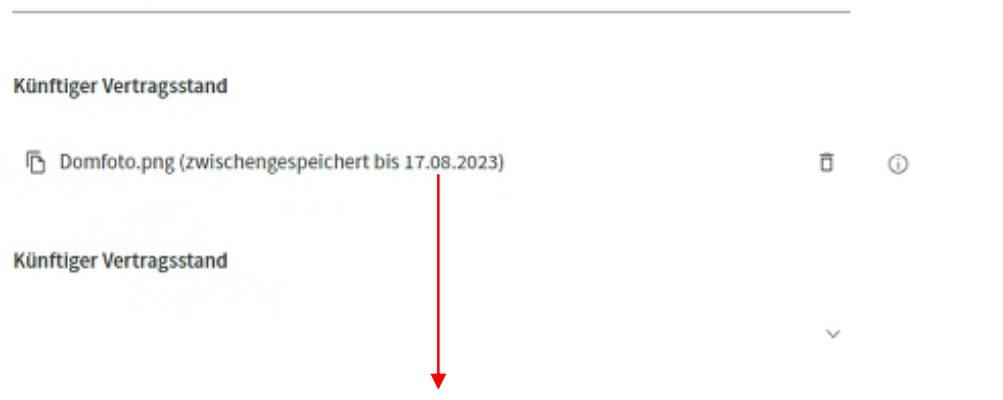 Künftiger Vertragsstand
Domfoto.png (zwischengespeichert bis 17.08.2023)
Künftiger Vertragsstand